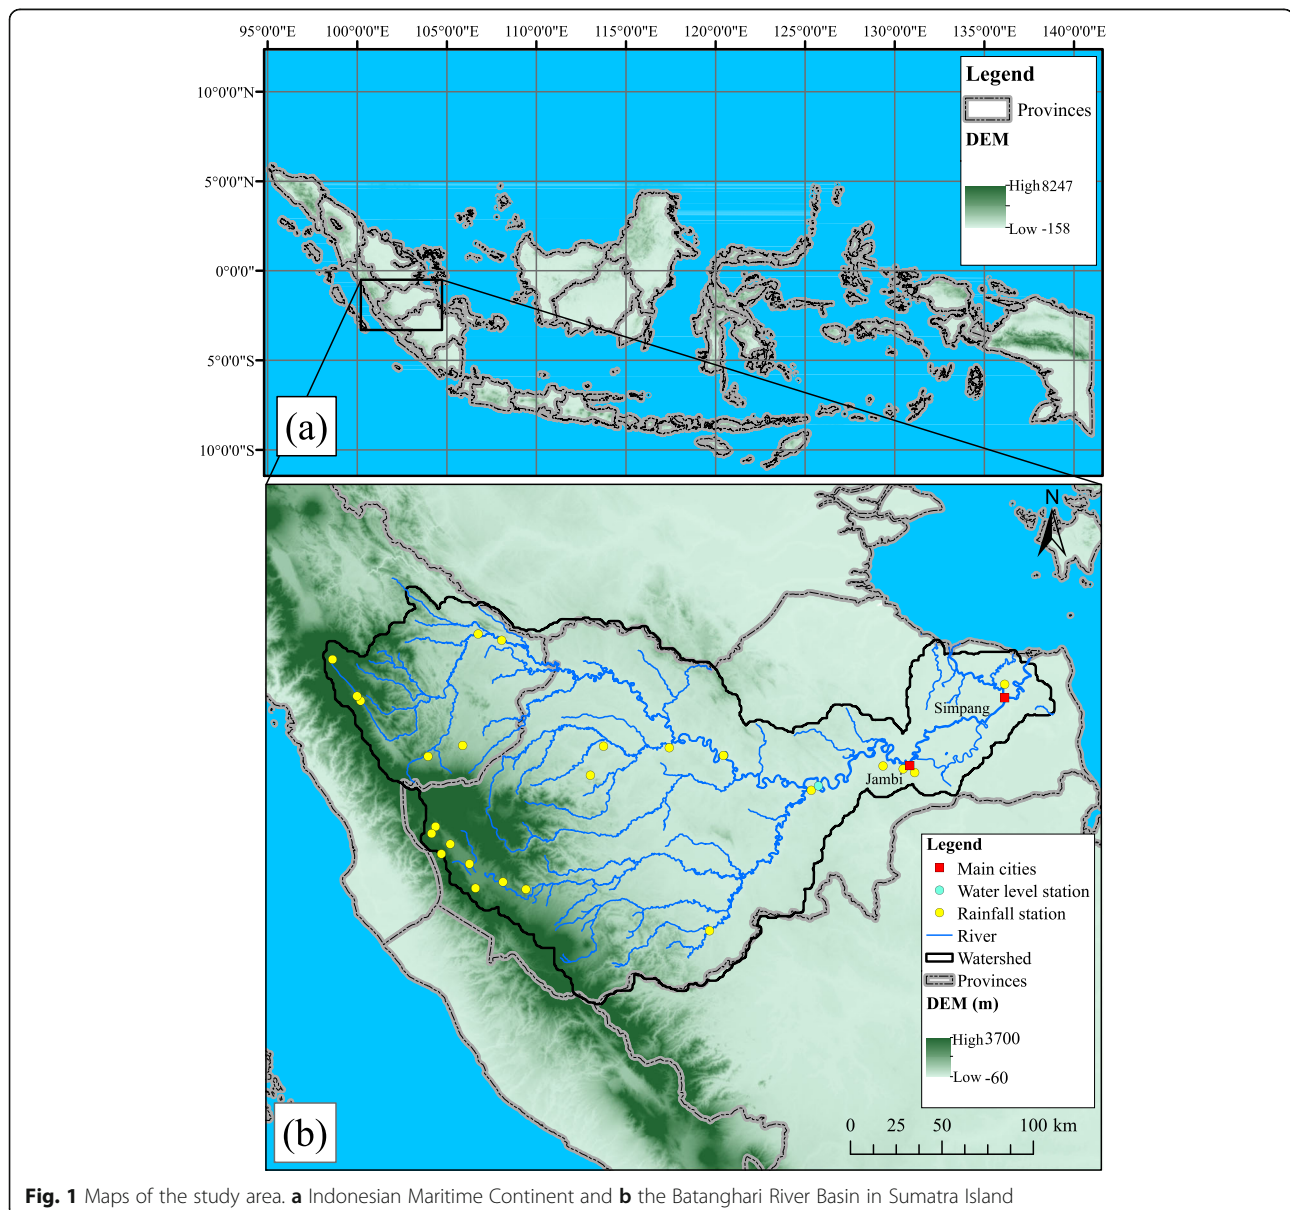 95°0'0"E 100°0'0"E 105°0'0"E 110°0'0"E 115°0'0"E 120°0'0"E 125°0'0"E 130°0'0"E 135°0'0"E 140°0'0"E
10°0'0"N
5°0'0"N
0°0'0"
5°0'0"S
10°0'0"S
Legend
Provinces
DEM
High 8247
Low -158
(a)
N
Simpang
Jambi
Legend
Main cities
Water level station
Rainfall station
River
Watershed
Provinces
DEM (m)
High 3700
Low -60
0 25 50 100 km
(b)
Fig. 1 Maps of the study area. a Indonesian Maritime Continent and b the Batanghari River Basin in Sumatra Island